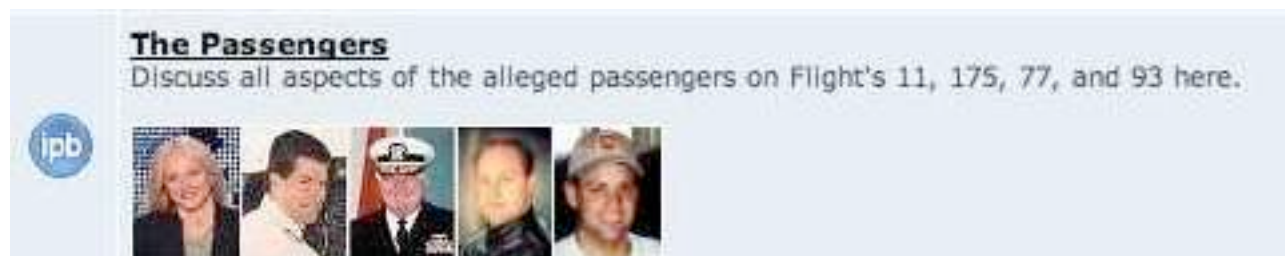 The Passengers
Discuss all aspects of the alleged passengers on Flight's 11, 175, 77, and 93 here.
ipb